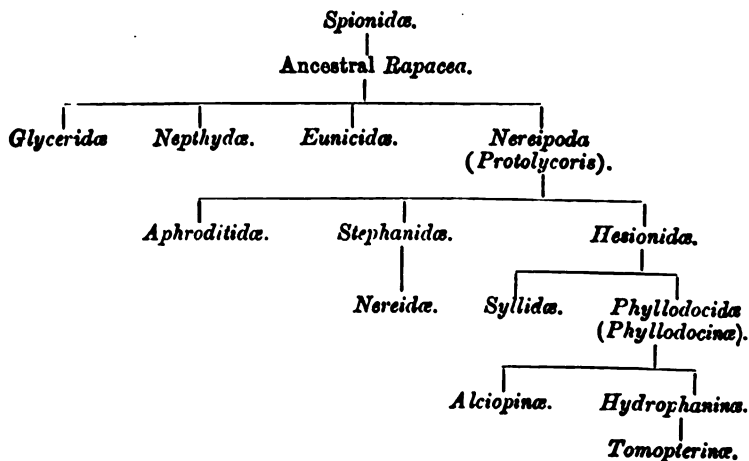 Spionidæ.
Ancestral Rapacea.
Glyceridæ Nepthydæ. Eunicidæ. Nereipoda
(Protolycoris).
Aphroditidæ. Stephanidæ. Hesionidæ.
Nereidæ. Syllidæ. Phyllodocidæ
(Phyllodocinæ).
Alciopinæ. Hydrophaninæ.
Tomopterinæ.